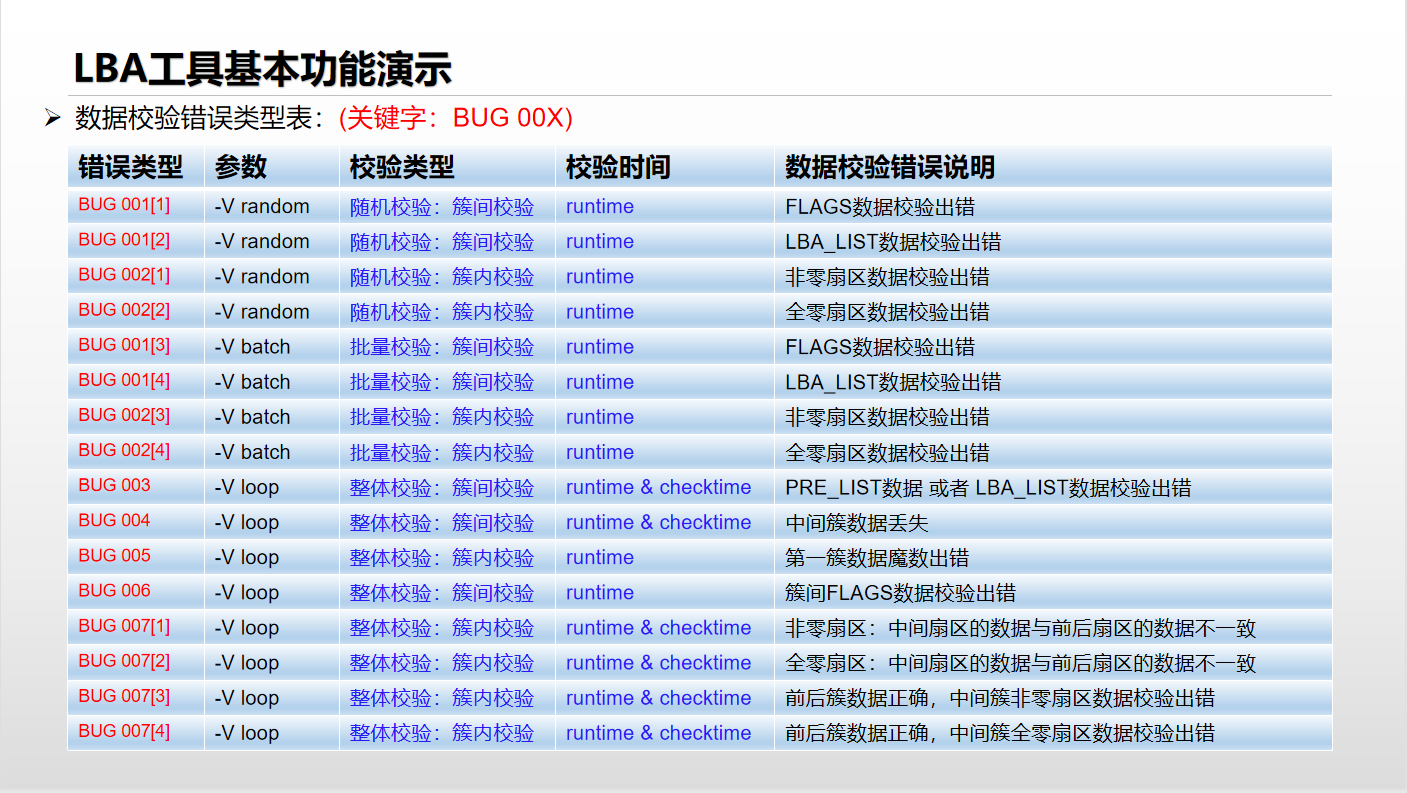 LBA工具基本功能演示
➢ 数据校验错误类型表：(关键字：BUG 00X)
错误类型 参数 校验类型 校验时间 数据校验错误说明
BUG 001[1] -V random 随机校验：簇间校验 runtime FLAGS数据校验出错
BUG 001[2] -V random 随机校验：簇间校验 runtime LBA_LIST数据校验出错
BUG 002[1] -V random 随机校验：簇内校验 runtime 非零扇区数据校验出错
BUG 002[2] -V random 随机校验：簇内校验 runtime 全零扇区数据校验出错
BUG 001[3] -V batch 批量校验：簇间校验 runtime FLAGS数据校验出错
BUG 001[4] -V batch 批量校验：簇间校验 runtime LBA_LIST数据校验出错
BUG 002[3] -V batch 批量校验：簇内校验 runtime 非零扇区数据校验出错
BUG 002[4] -V batch 批量校验：簇内校验 runtime 全零扇区数据校验出错
BUG 003 -V loop 整体校验：簇间校验 runtime & checktime PRE_LIST数据 或者 LBA_LIST数据校验出错
BUG 004 -V loop 整体校验：簇间校验 runtime & checktime 中间簇数据丢失
BUG 005 -V loop 整体校验：簇内校验 runtime 第一簇数据魔数出错
BUG 006 -V loop 整体校验：簇间校验 runtime 簇间FLAGS数据校验出错
BUG 007[1] -V loop 整体校验：簇内校验 runtime & checktime 非零扇区：中间扇区的数据与前后扇区的数据不一致
BUG 007[2] -V loop 整体校验：簇内校验 runtime & checktime 全零扇区：中间扇区的数据与前后扇区的数据不一致
BUG 007[3] -V loop 整体校验：簇内校验 runtime & checktime 前后簇数据正确，中间簇非零扇区数据校验出错
BUG 007[4] -V loop 整体校验：簇内校验 runtime & checktime 前后簇数据正确，中间簇全零扇区数据校验出错